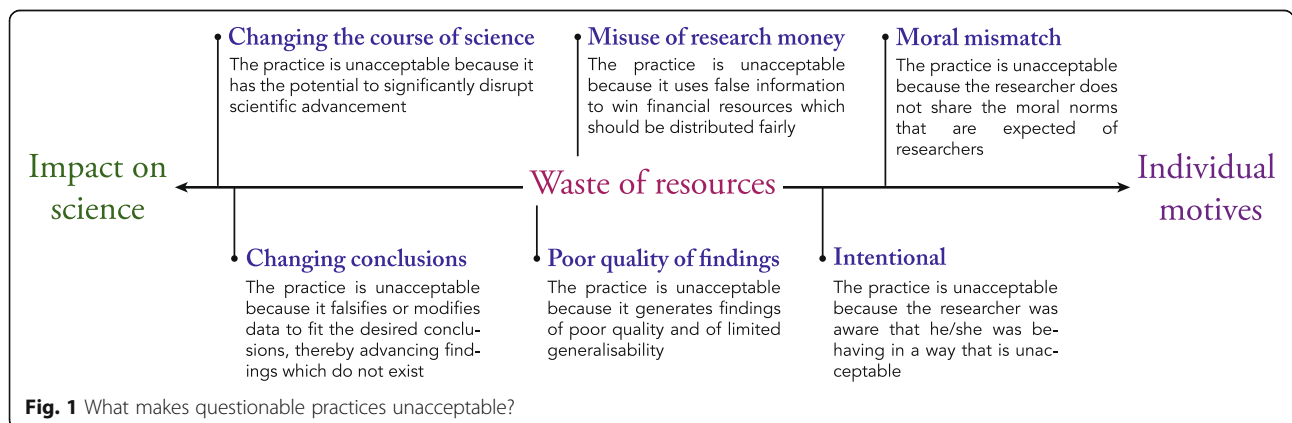 Changing the course of science
The practice is unacceptable because it
has the potential to significantly disrupt
scientific advancement
Misuse of research money
The practice is unacceptable
because it uses false information
to win financial resources which
should be distributed fairly
Moral mismatch
The practice is unacceptable
because the researcher does
not share the moral norms
that are expected of
researchers
Impact on
science
Waste of resources
Individual
motives
Changing conclusions
The practice is unacceptable
because it falsifies or modifies
data to fit the desired conclu-
sions, thereby advancing find-
ings which do not exist
Poor quality of findings
The practice is unacceptable
because it generates findings
of poor quality and of limited
generalisability
Intentional
The practice is unacceptable
because the researcher was
aware that he/she was be-
having in a way that is unac-
ceptable
Fig. 1 What makes questionable practices unacceptable?